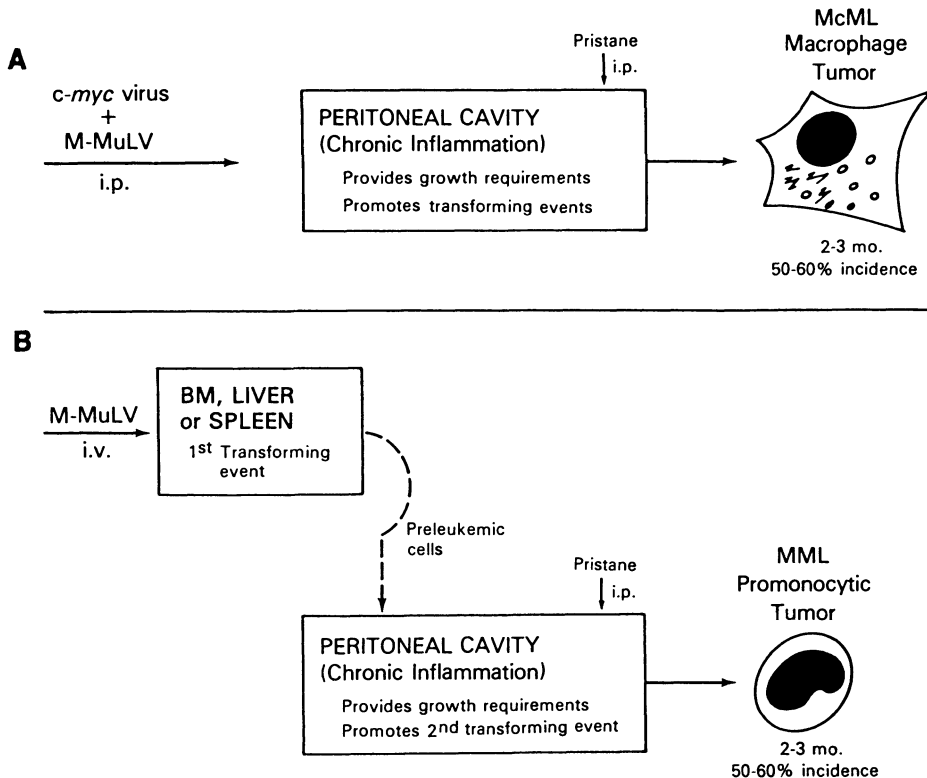 A
c-myc virus
+
M-MuLV
i.p.
Pristane
i.p.
PERITONEAL CAVITY
(Chronic Inflammation)
Provides growth requirements
Promotes transforming events
McML
Macrophage
Tumor
2-3 mo.
50-60% incidence
B
M-MuLV
i.v.
BM, LIVER
or SPLEEN
1st Transforming
event
Preleukemic
cells
Pristane
i.p.
PERITONEAL CAVITY
(Chronic Inflammation)
Provides growth requirements
Promotes 2nd transforming event
MML
Promonocytic
Tumor
2-3 mo.
50-60% incidence